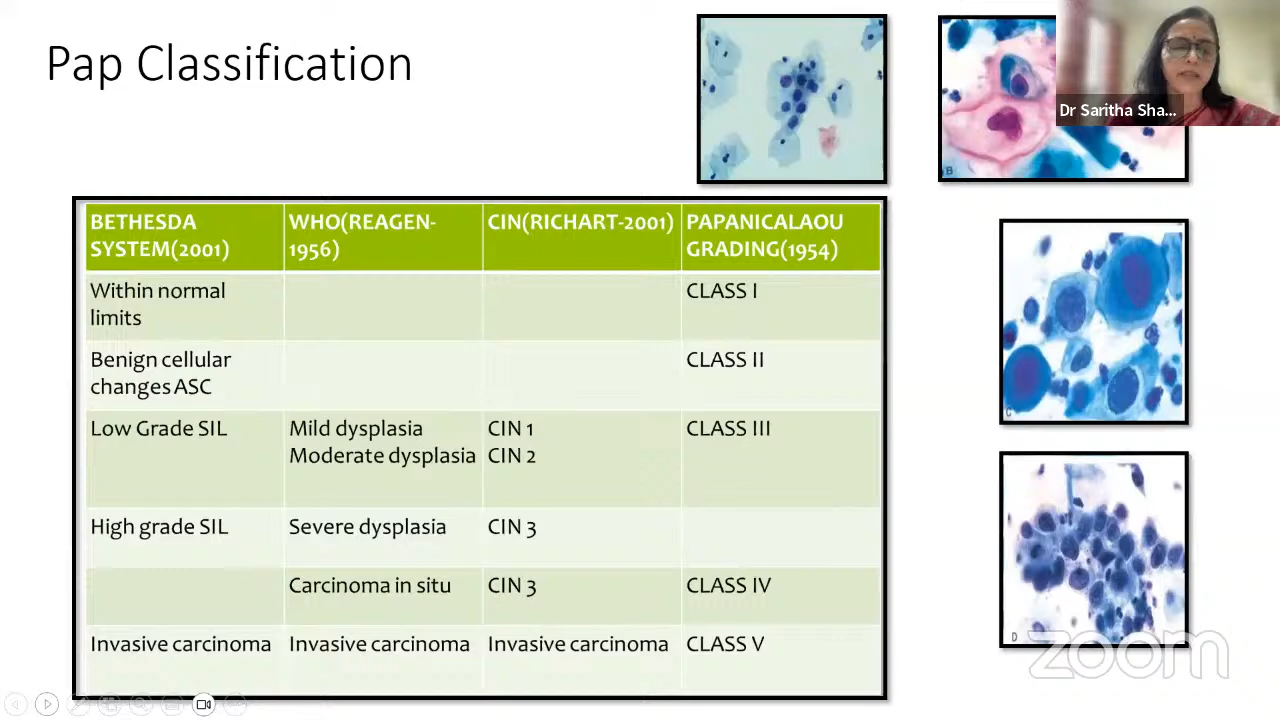 Pap Classification
Dr Saritha Sha...
BETHESDA SYSTEM(2001)
WHO(REAGEN-1956)
CIN(RICHART-2001)
PAPANICALAOU GRADING(1954)
Within normal limits
CLASS I
Benign cellular changes ASC
CLASS II
Low Grade SIL
Mild dysplasia
Moderate dysplasia
CIN 1
CIN 2
CLASS III
High grade SIL
Severe dysplasia
CIN 3
Carcinoma in situ
CIN 3
CLASS IV
Invasive carcinoma
Invasive carcinoma
Invasive carcinoma
CLASS V
B
C
D
zoom